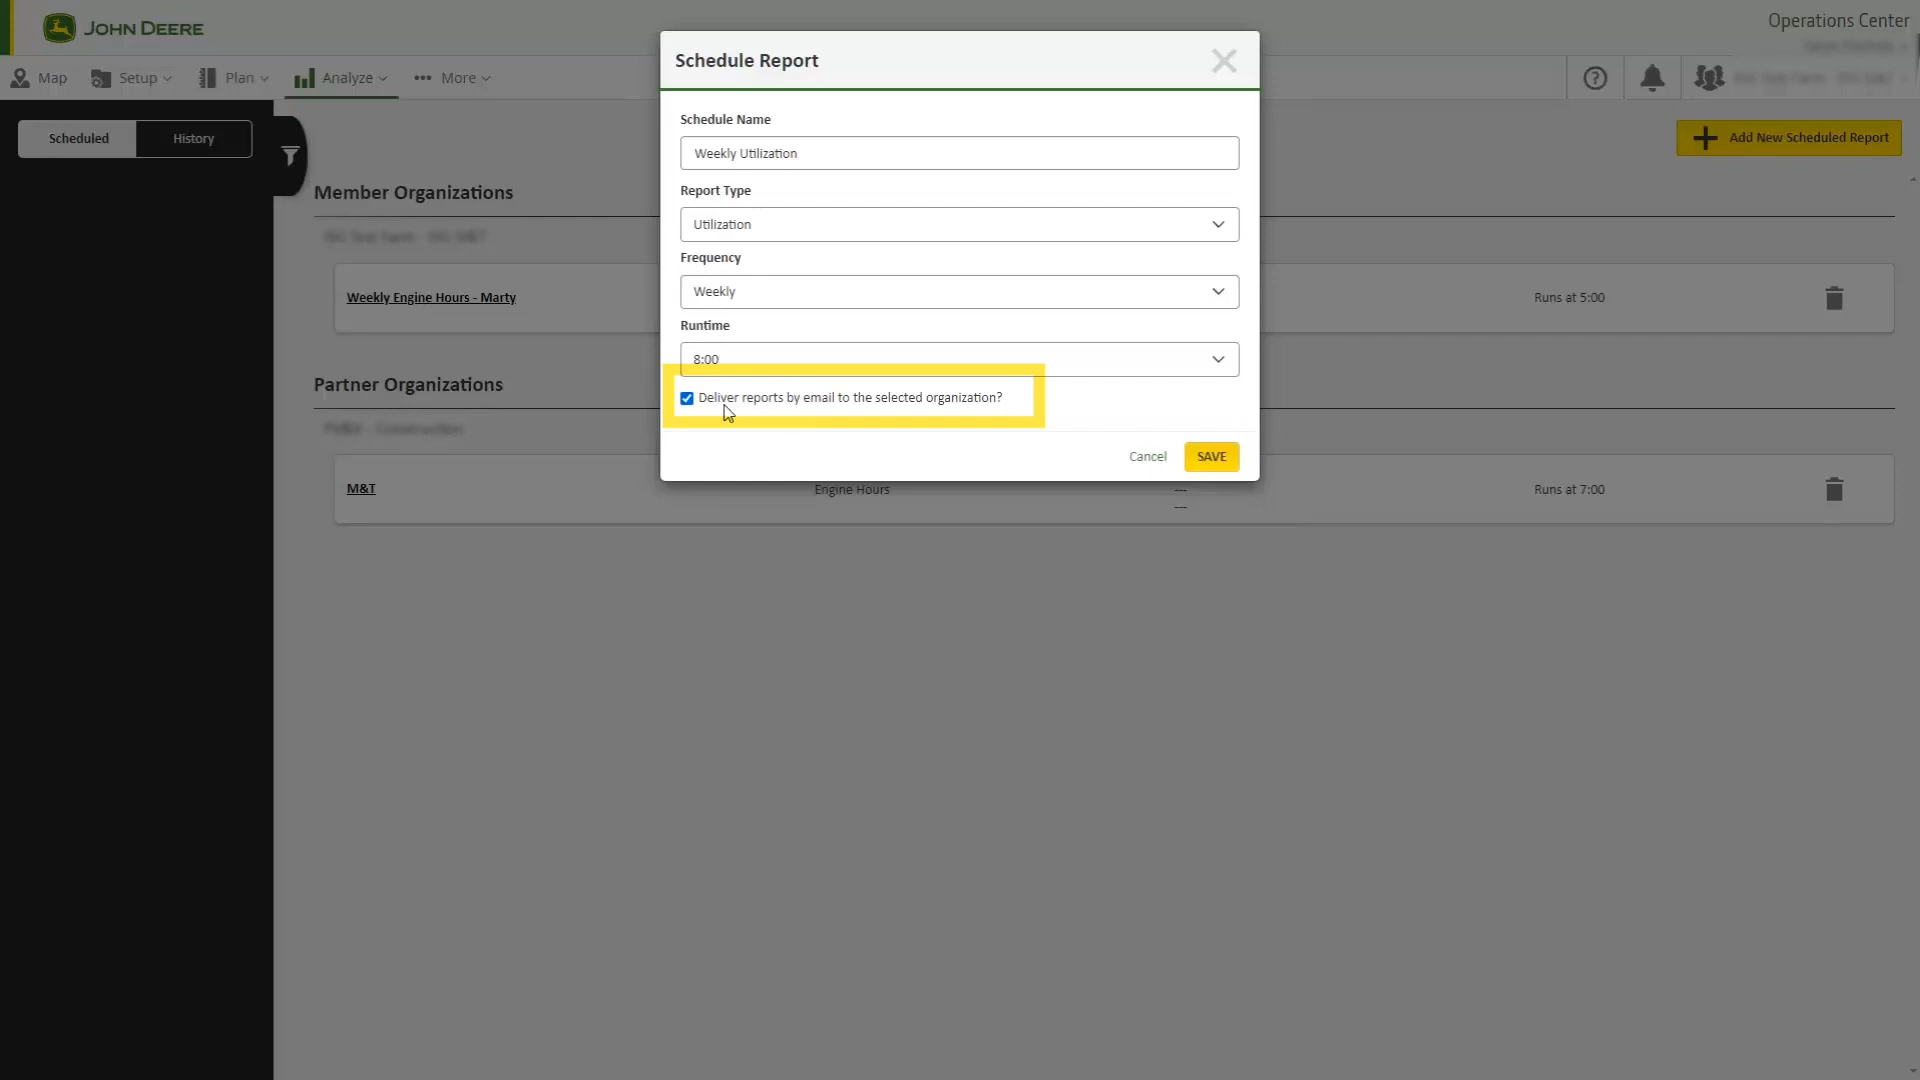 JOHN DEERE
Operations Center
Map
Setup
Plan
Analyze
More
Scheduled
History
Add New Scheduled Report
Member Organizations
Weekly Engine Hours - Marty
Runs at 5:00
Partner Organizations
M&T
Engine Hours
---
---
Runs at 7:00
Schedule Report
Schedule Name
Weekly Utilization
Report Type
Utilization
Frequency
Weekly
Runtime
8:00
Deliver reports by email to the selected organization?
Cancel
SAVE